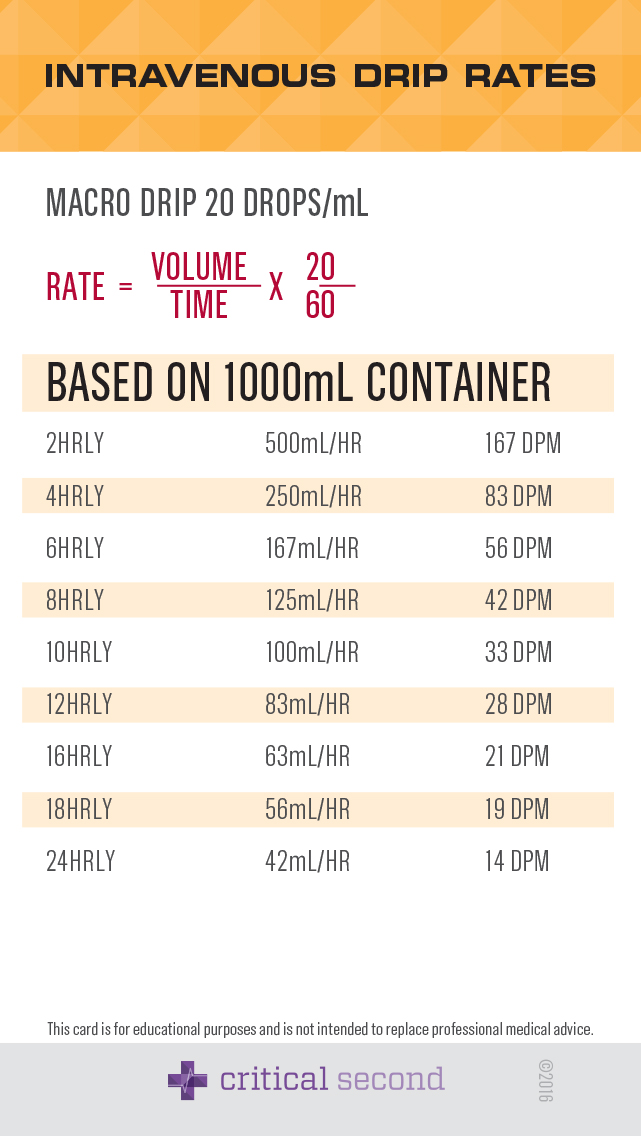 INTRAVENOUS DRIP RATES
MACRO DRIP 20 DROPS/mL
RATE = VOLUME/TIME X 20/60
BASED ON 1000mL CONTAINER
2HRLY 500mL/HR 167 DPM
4HRLY 250mL/HR 83 DPM
6HRLY 167mL/HR 56 DPM
8HRLY 125mL/HR 42 DPM
10HRLY 100mL/HR 33 DPM
12HRLY 83mL/HR 28 DPM
16HRLY 63mL/HR 21 DPM
18HRLY 56mL/HR 19 DPM
24HRLY 42mL/HR 14 DPM
This card is for educational purposes and is not intended to replace professional medical advice.
critical second
©2016